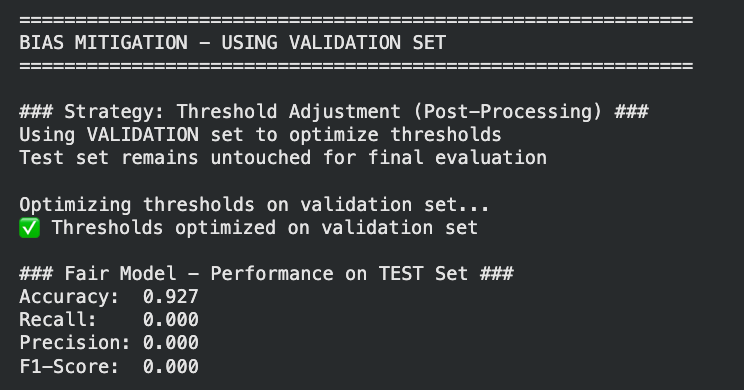 ============================================================
BIAS MITIGATION - USING VALIDATION SET
============================================================
### Strategy: Threshold Adjustment (Post-Processing) ###
Using VALIDATION set to optimize thresholds
Test set remains untouched for final evaluation
Optimizing thresholds on validation set...
✅ Thresholds optimized on validation set
### Fair Model - Performance on TEST Set ###
Accuracy:  0.927
Recall:    0.000
Precision: 0.000
F1-Score:  0.000